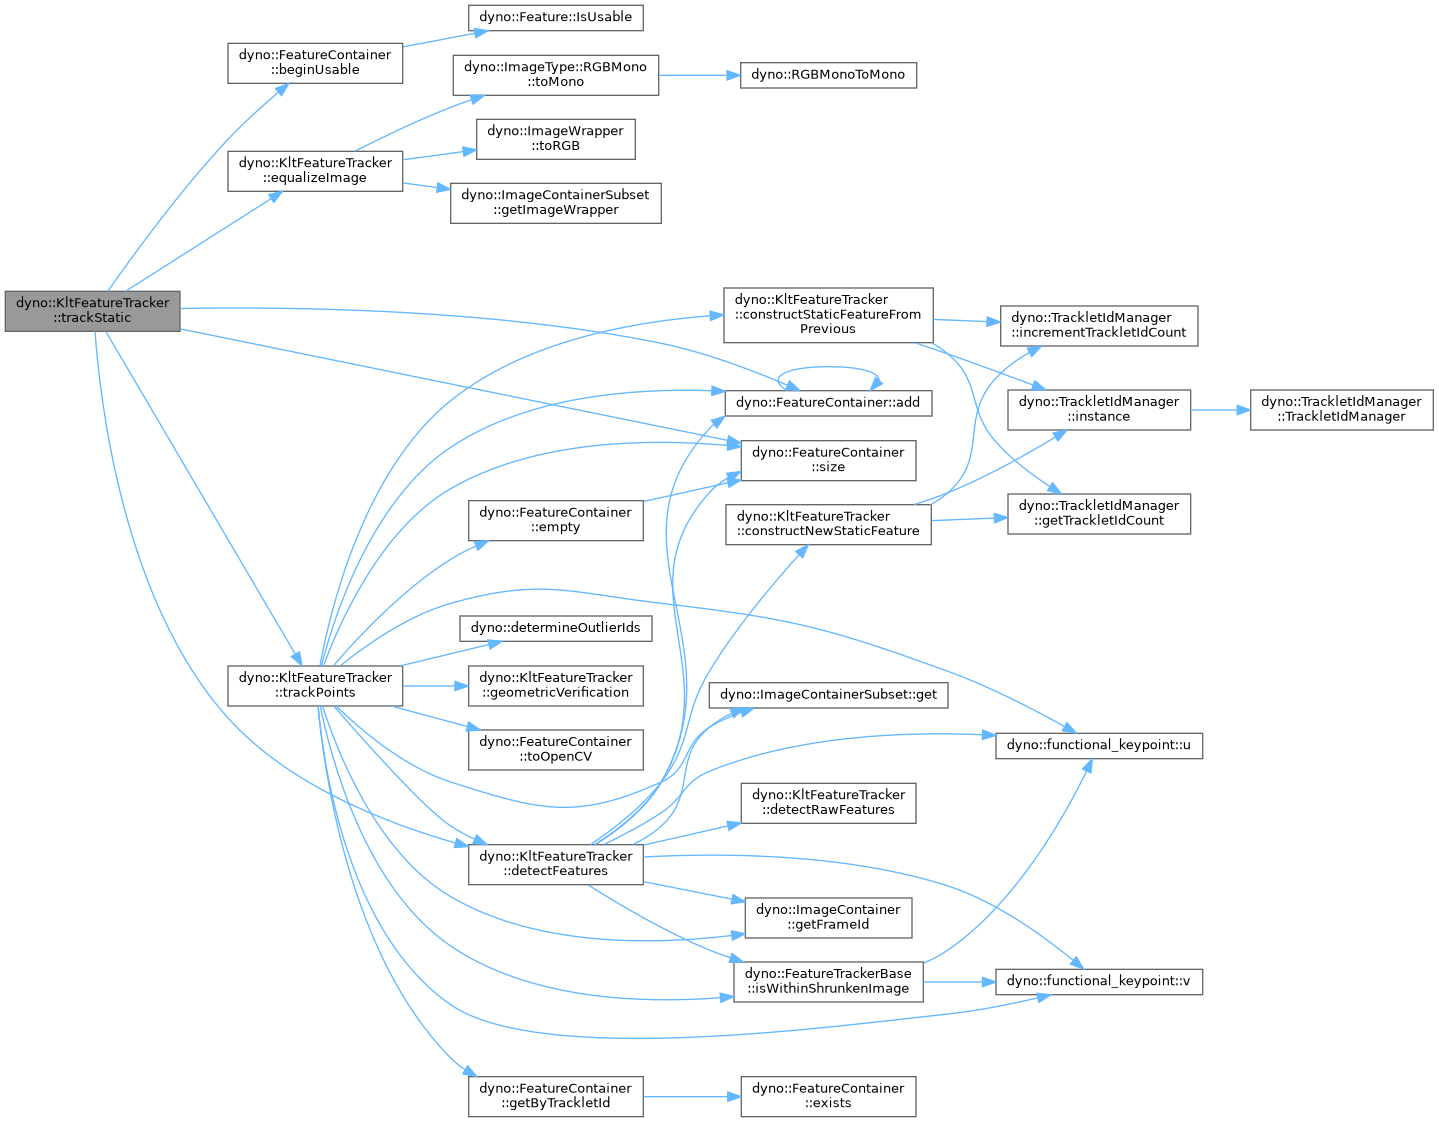 dyno::Feature::IsUsable
dyno::FeatureContainer
::beginUsable
dyno::ImageType::RGBMono
::toMono
dyno::RGBMonoToMono
dyno::ImageWrapper
::toRGB
dyno::KltFeatureTracker
::equalizeImage
dyno::ImageContainerSubset
::getImageWrapper
dyno::KltFeatureTracker
::trackStatic
dyno::KltFeatureTracker
::constructStaticFeatureFrom
Previous
dyno::TrackletIdManager
::incrementTrackletIdCount
dyno::FeatureContainer::add
dyno::TrackletIdManager
::instance
dyno::TrackletIdManager
::TrackletIdManager
dyno::FeatureContainer
::size
dyno::FeatureContainer
::empty
dyno::KltFeatureTracker
::constructNewStaticFeature
dyno::TrackletIdManager
::getTrackletIdCount
dyno::determineOutlierIds
dyno::KltFeatureTracker
::trackPoints
dyno::KltFeatureTracker
::geometricVerification
dyno::ImageContainerSubset::get
dyno::FeatureContainer
::toOpenCV
dyno::functional_keypoint::u
dyno::KltFeatureTracker
::detectRawFeatures
dyno::KltFeatureTracker
::detectFeatures
dyno::ImageContainer
::getFrameId
dyno::FeatureTrackerBase
::isWithinShrunkenImage
dyno::functional_keypoint::v
dyno::FeatureContainer
::getByTrackletId
dyno::FeatureContainer
::exists